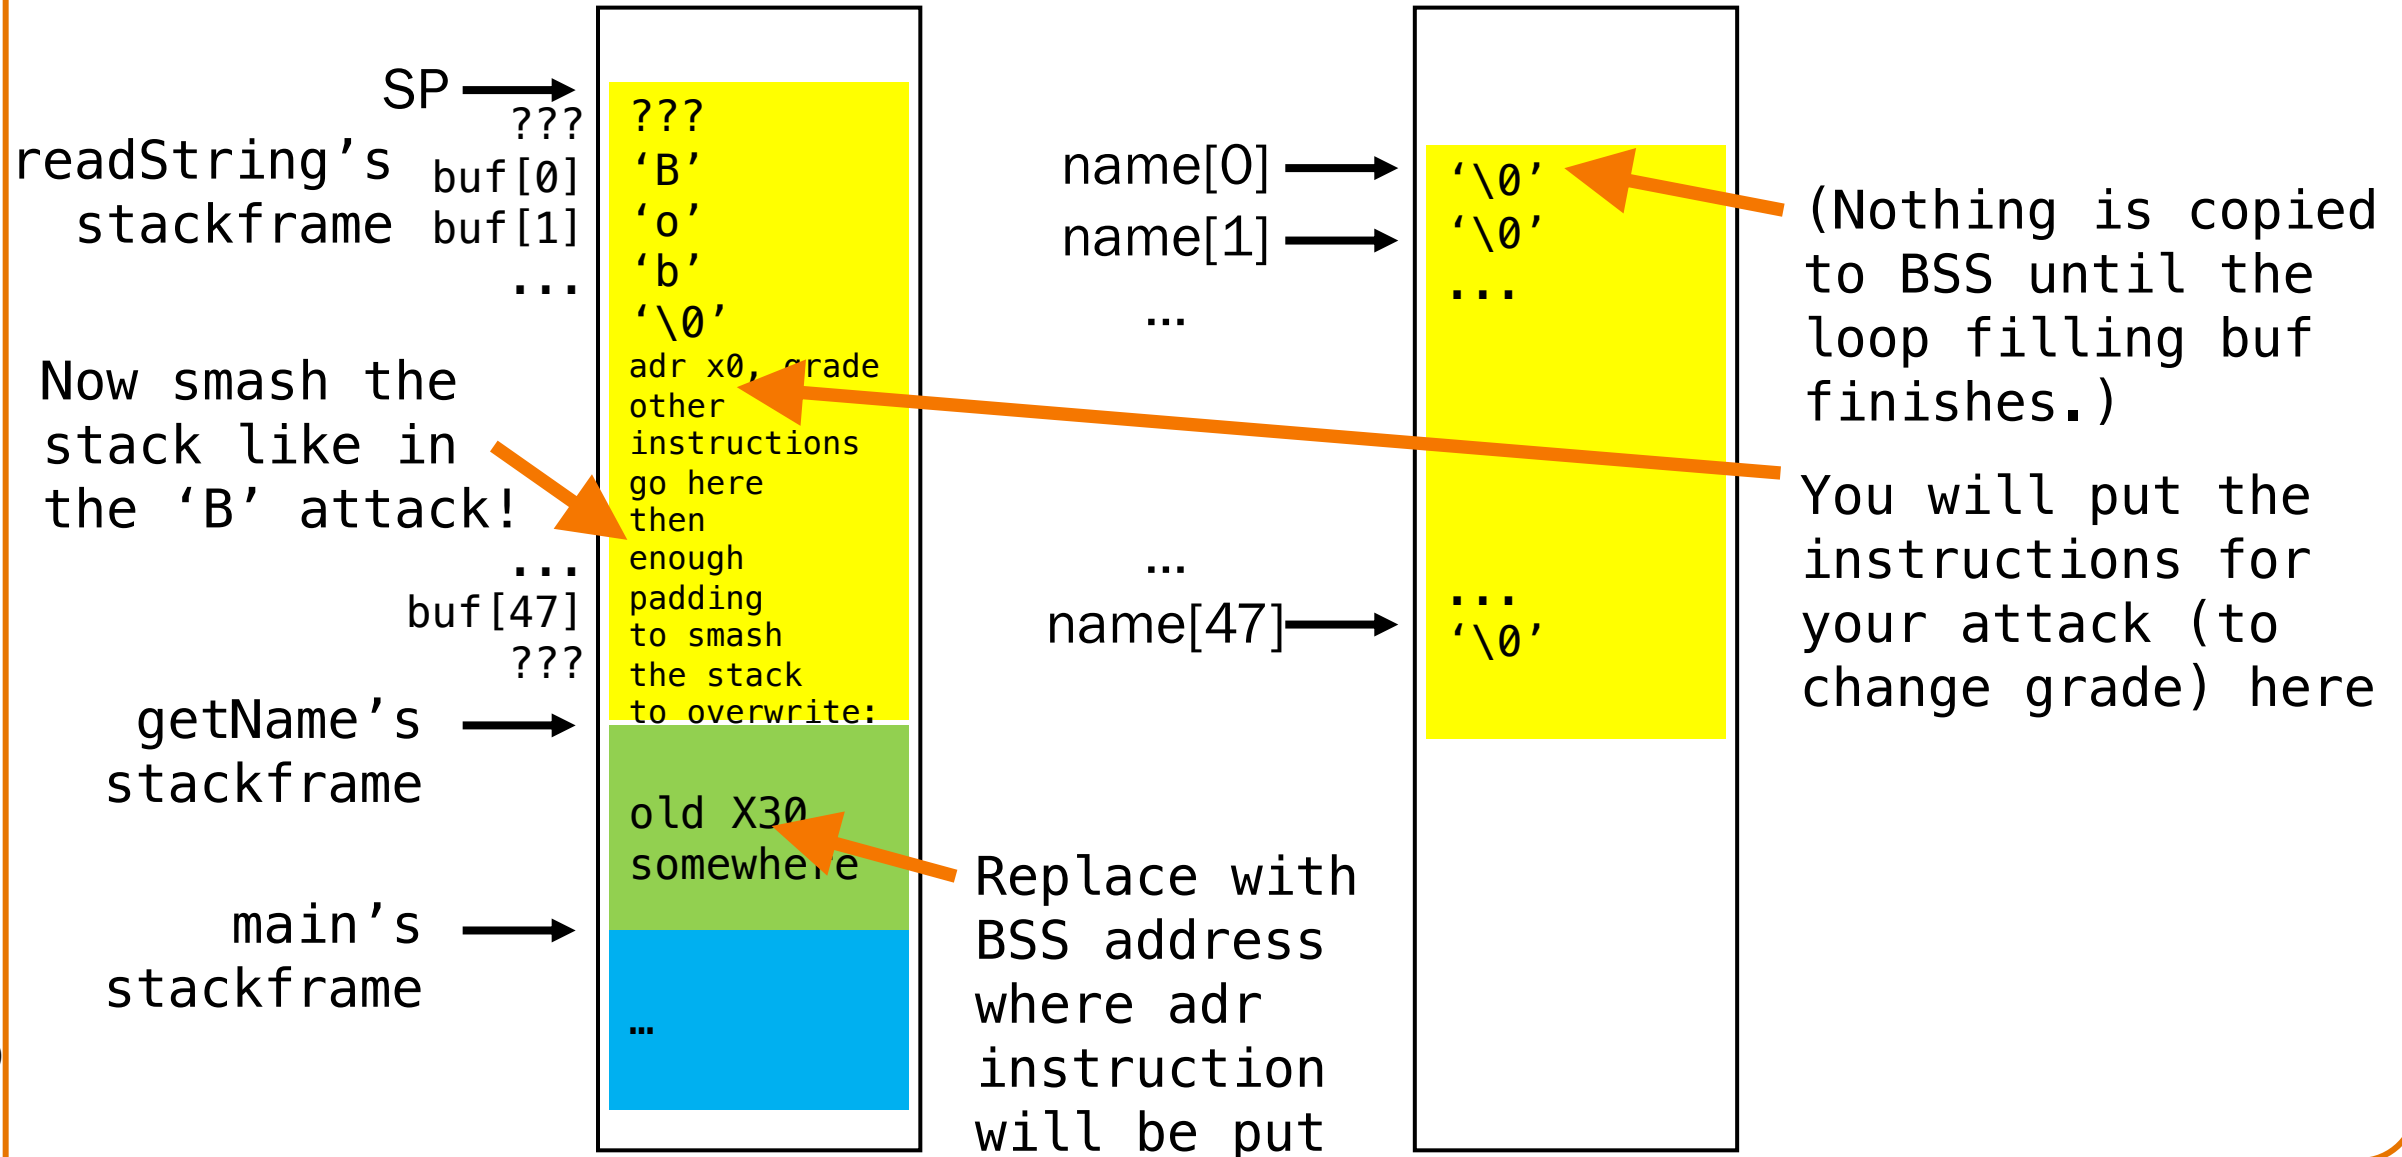 SP
???
readString’s
stackframe
buf[0]
buf[1]
...
Now smash the
stack like in
the ‘B’ attack!
...
buf[47]
???
getName’s
stackframe
main’s
stackframe
???
‘B’
‘o’
‘b’
‘\0’
adr x0, grade
other
instructions
go here
then
enough
padding
to smash
the stack
to overwrite:
old X30
somewhere
…
name[0]
name[1]
…
…
name[47]
‘\0’
‘\0’
...
...
‘\0’
(Nothing is copied
to BSS until the
loop filling buf
finishes.)
You will put the
instructions for
your attack (to
change grade) here
Replace with
BSS address
where adr
instruction
will be put